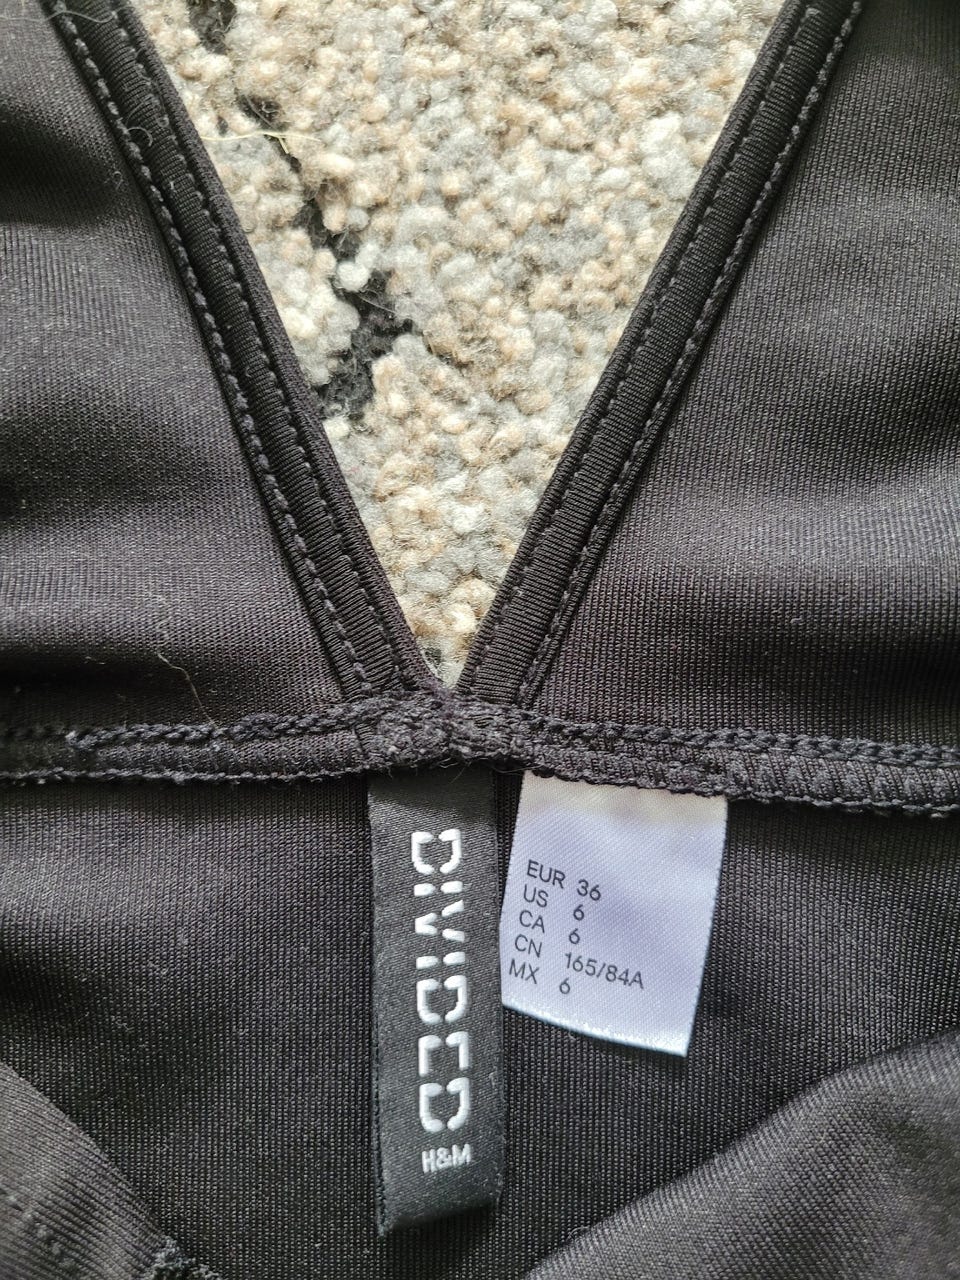 DIVIDED
H&M
EUR 36
US 6
CA 6
CN 165/84A
MX 6